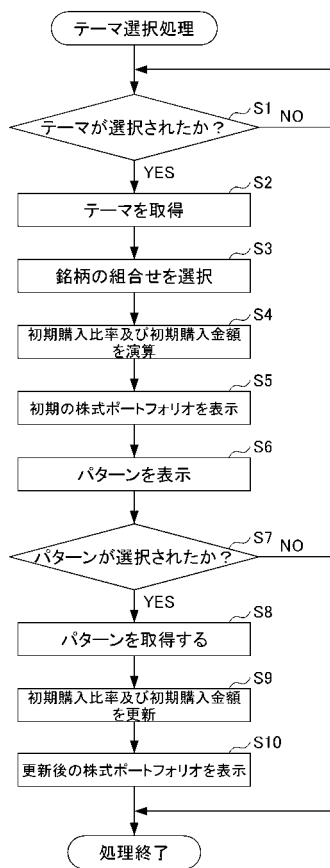 テーマ選択処理
S1
テーマが選択されたか？
NO
YES
S2
テーマを取得
S3
銘柄の組合せを選択
S4
初期購入比率及び初期購入金額
を演算
S5
初期の株式ポートフォリオを表示
S6
パターンを表示
S7
パターンが選択されたか？
NO
YES
S8
パターンを取得する
S9
初期購入比率及び初期購入金額
を更新
S10
更新後の株式ポートフォリオを表示
処理終了